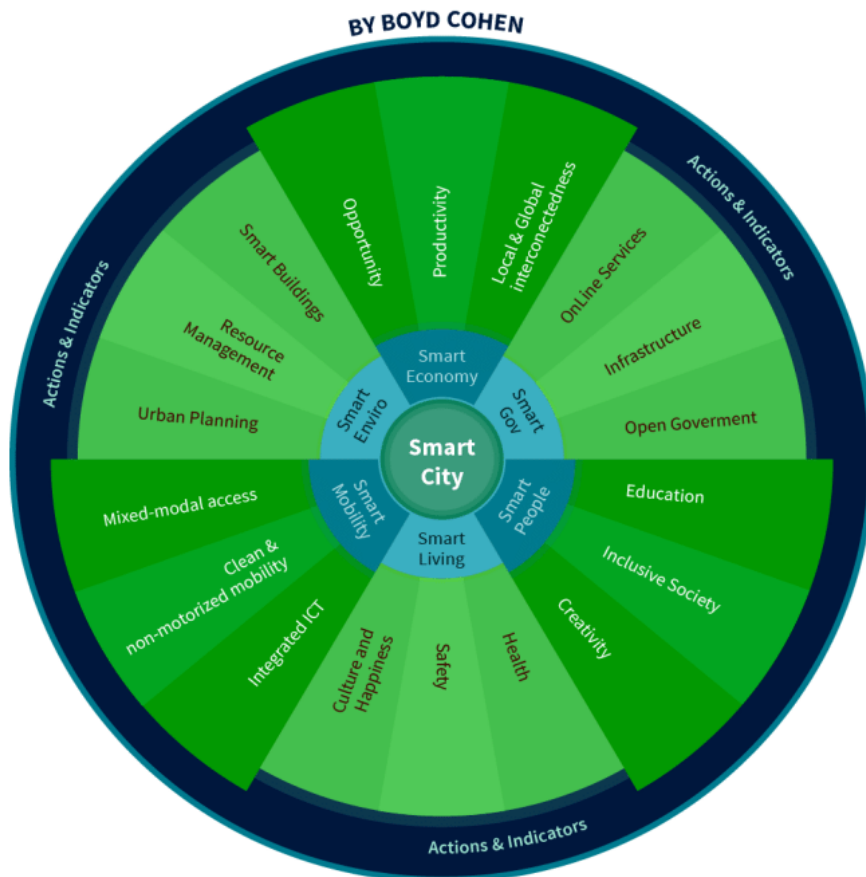 BY BOYD COHEN
Actions & Indicators
Opportunity
Productivity
Local & Global
interconnectedness
Actions & Indicators
OnLine Services
Infrastructure
Open Goverment
Education
Inclusive Society
Creativity
Health
Safety
Culture and
Happiness
Integrated ICT
Clean &
non-motorized mobility
Mixed-modal access
Urban Planning
Resource
Management
Smart Buildings
Smart
Economy
Smart
Gov
Smart
People
Smart
Living
Smart
Mobility
Smart
Enviro
Smart
City
Actions & Indicators